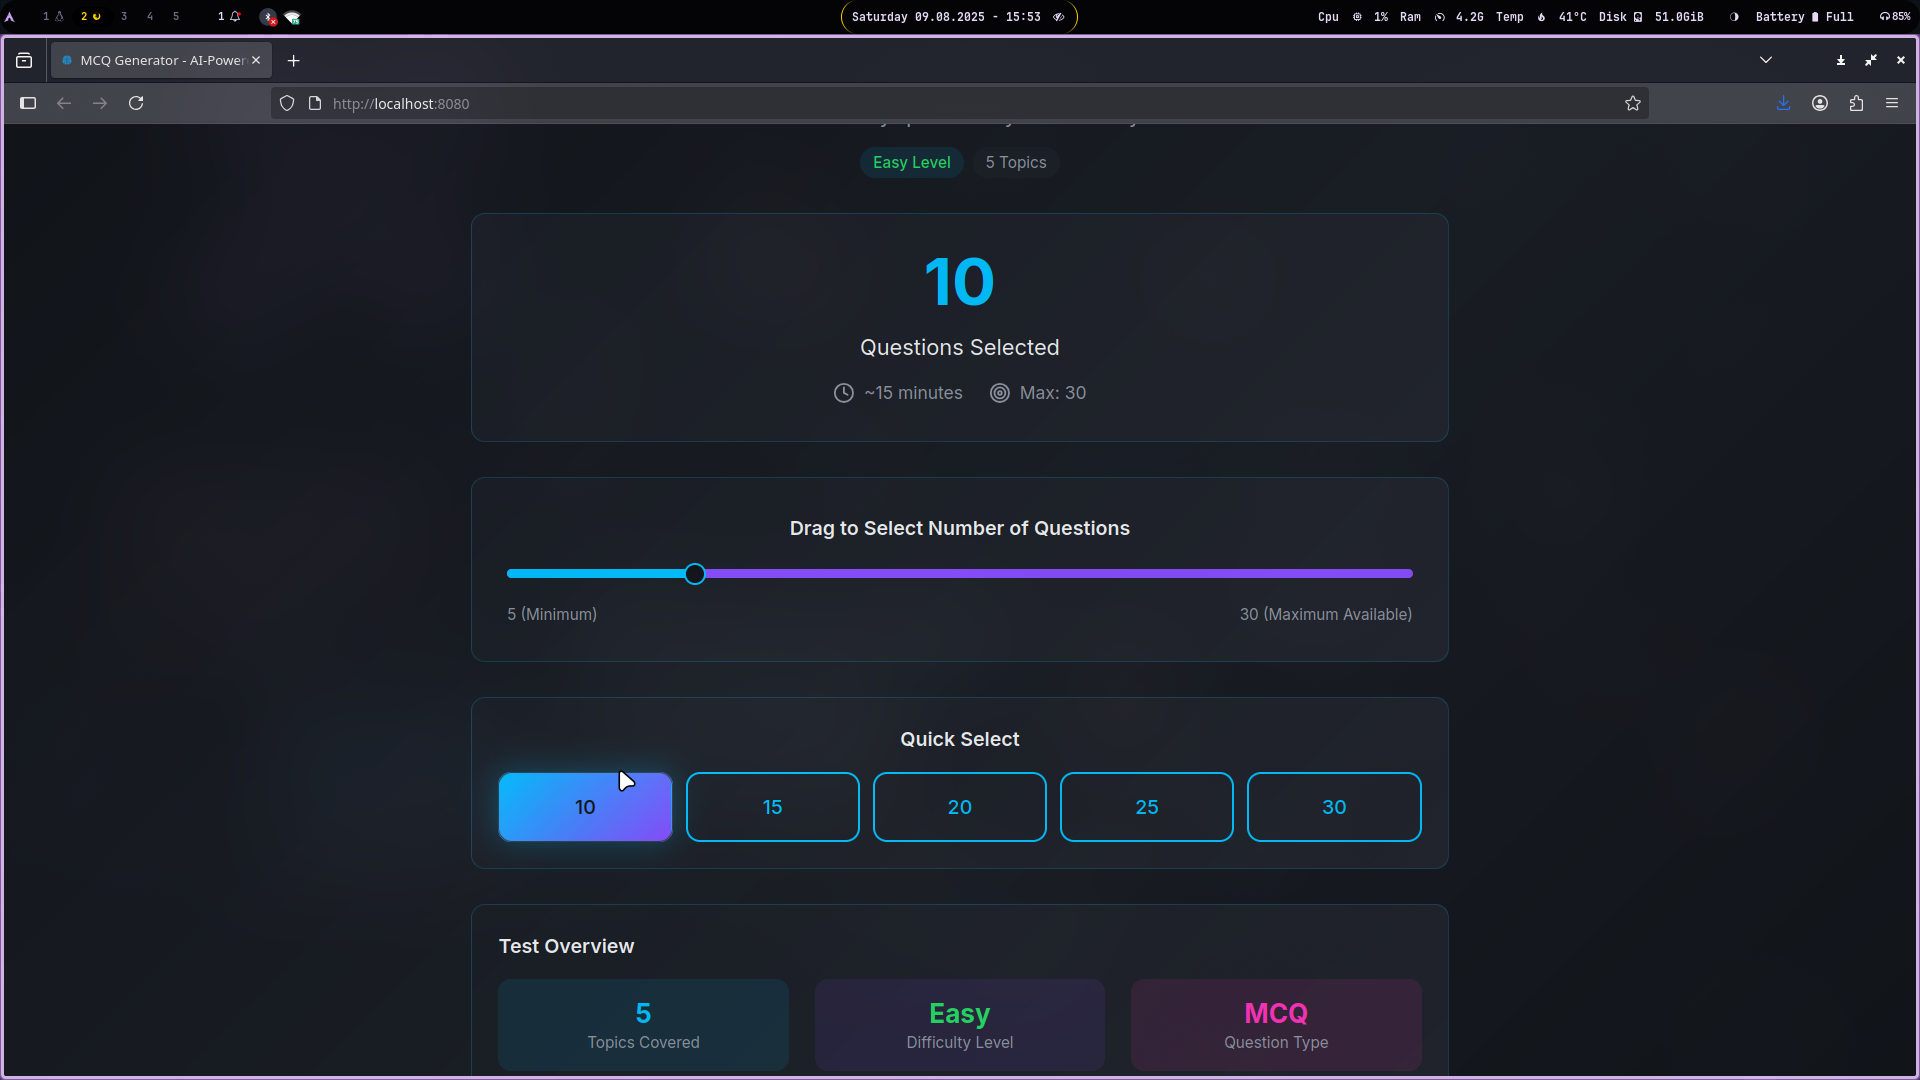 1 2 3 4 5 1
Saturday 09.08.2025 - 15:53
Cpu 1% Ram 4.2G Temp 41°C Disk 51.0GiB Battery Full 85%
MCQ Generator - AI-Power
http://localhost:8080
Easy Level 5 Topics
10
Questions Selected
~15 minutes Max: 30
Drag to Select Number of Questions
5 (Minimum) 30 (Maximum Available)
Quick Select
10 15 20 25 30
Test Overview
5 Easy MCQ
Topics Covered Difficulty Level Question Type